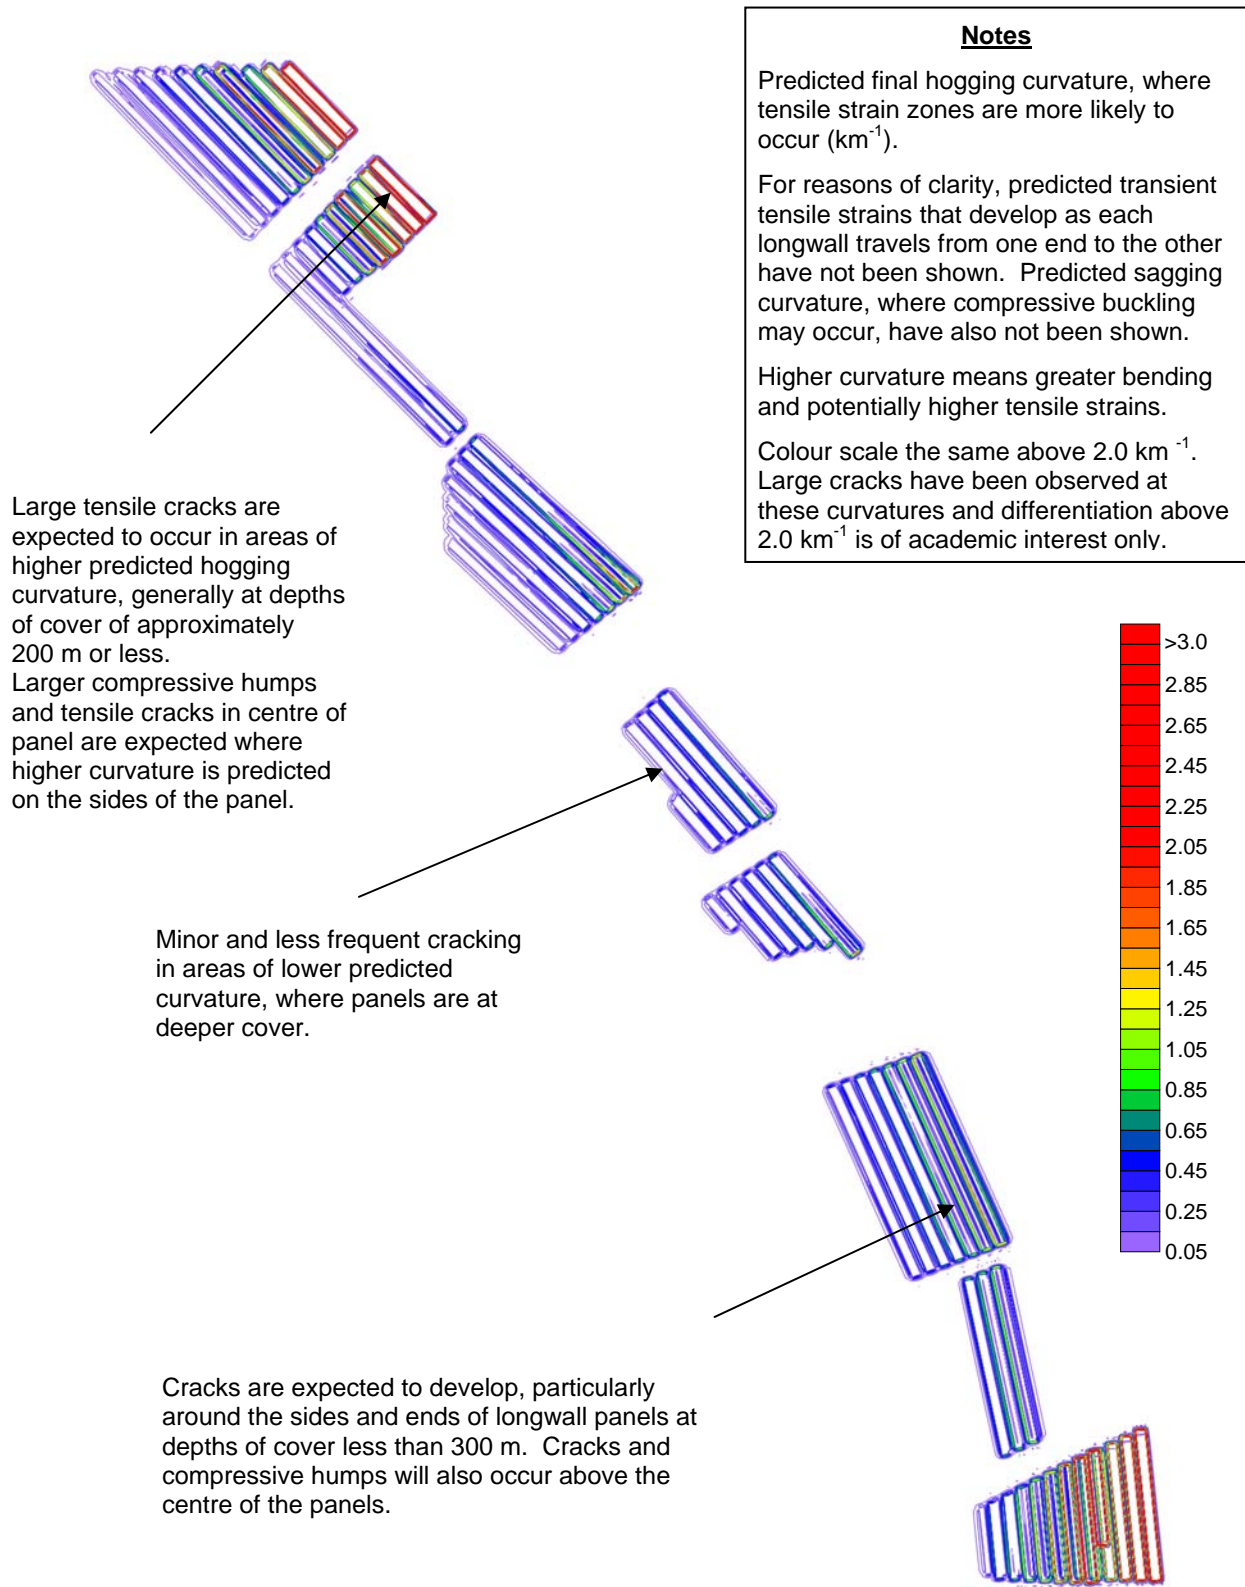 Notes
Predicted final hogging curvature, where
tensile strain zones are more likely to
occur (km⁻¹).
For reasons of clarity, predicted transient
tensile strains that develop as each
longwall travels from one end to the other
have not been shown.  Predicted sagging
curvature, where compressive buckling
may occur, have also not been shown.
Higher curvature means greater bending
and potentially higher tensile strains.
Colour scale the same above 2.0 km ⁻¹.
Large cracks have been observed at
these curvatures and differentiation above
2.0 km⁻¹ is of academic interest only.
Large tensile cracks are
expected to occur in areas of
higher predicted hogging
curvature, generally at depths
of cover of approximately
200 m or less.
Larger compressive humps
and tensile cracks in centre of
panel are expected where
higher curvature is predicted
on the sides of the panel.
>3.0
2.85
2.65
2.45
2.25
2.05
1.85
1.65
1.45
1.25
1.05
0.85
0.65
0.45
0.25
0.05
Minor and less frequent cracking
in areas of lower predicted
curvature, where panels are at
deeper cover.
Cracks are expected to develop, particularly
around the sides and ends of longwall panels at
depths of cover less than 300 m.  Cracks and
compressive humps will also occur above the
centre of the panels.